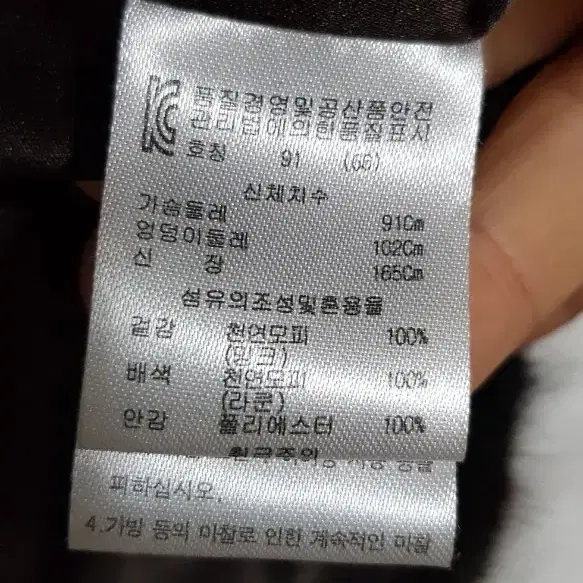 품질경영및공산품안전
관리법에의한품질표시
호칭 91 (66)
신체치수
가슴둘레 91Cm
엉덩이둘레 102Cm
신 장 165Cm
섬유의조성및혼용율
겉감 천연모피 100%
(밍크)
배색 천연모피 100%
(라쿤)
안감 폴리에스터 100%
피하십시오.
4.가방 등의 마찰로 인한 계속적인 마찰